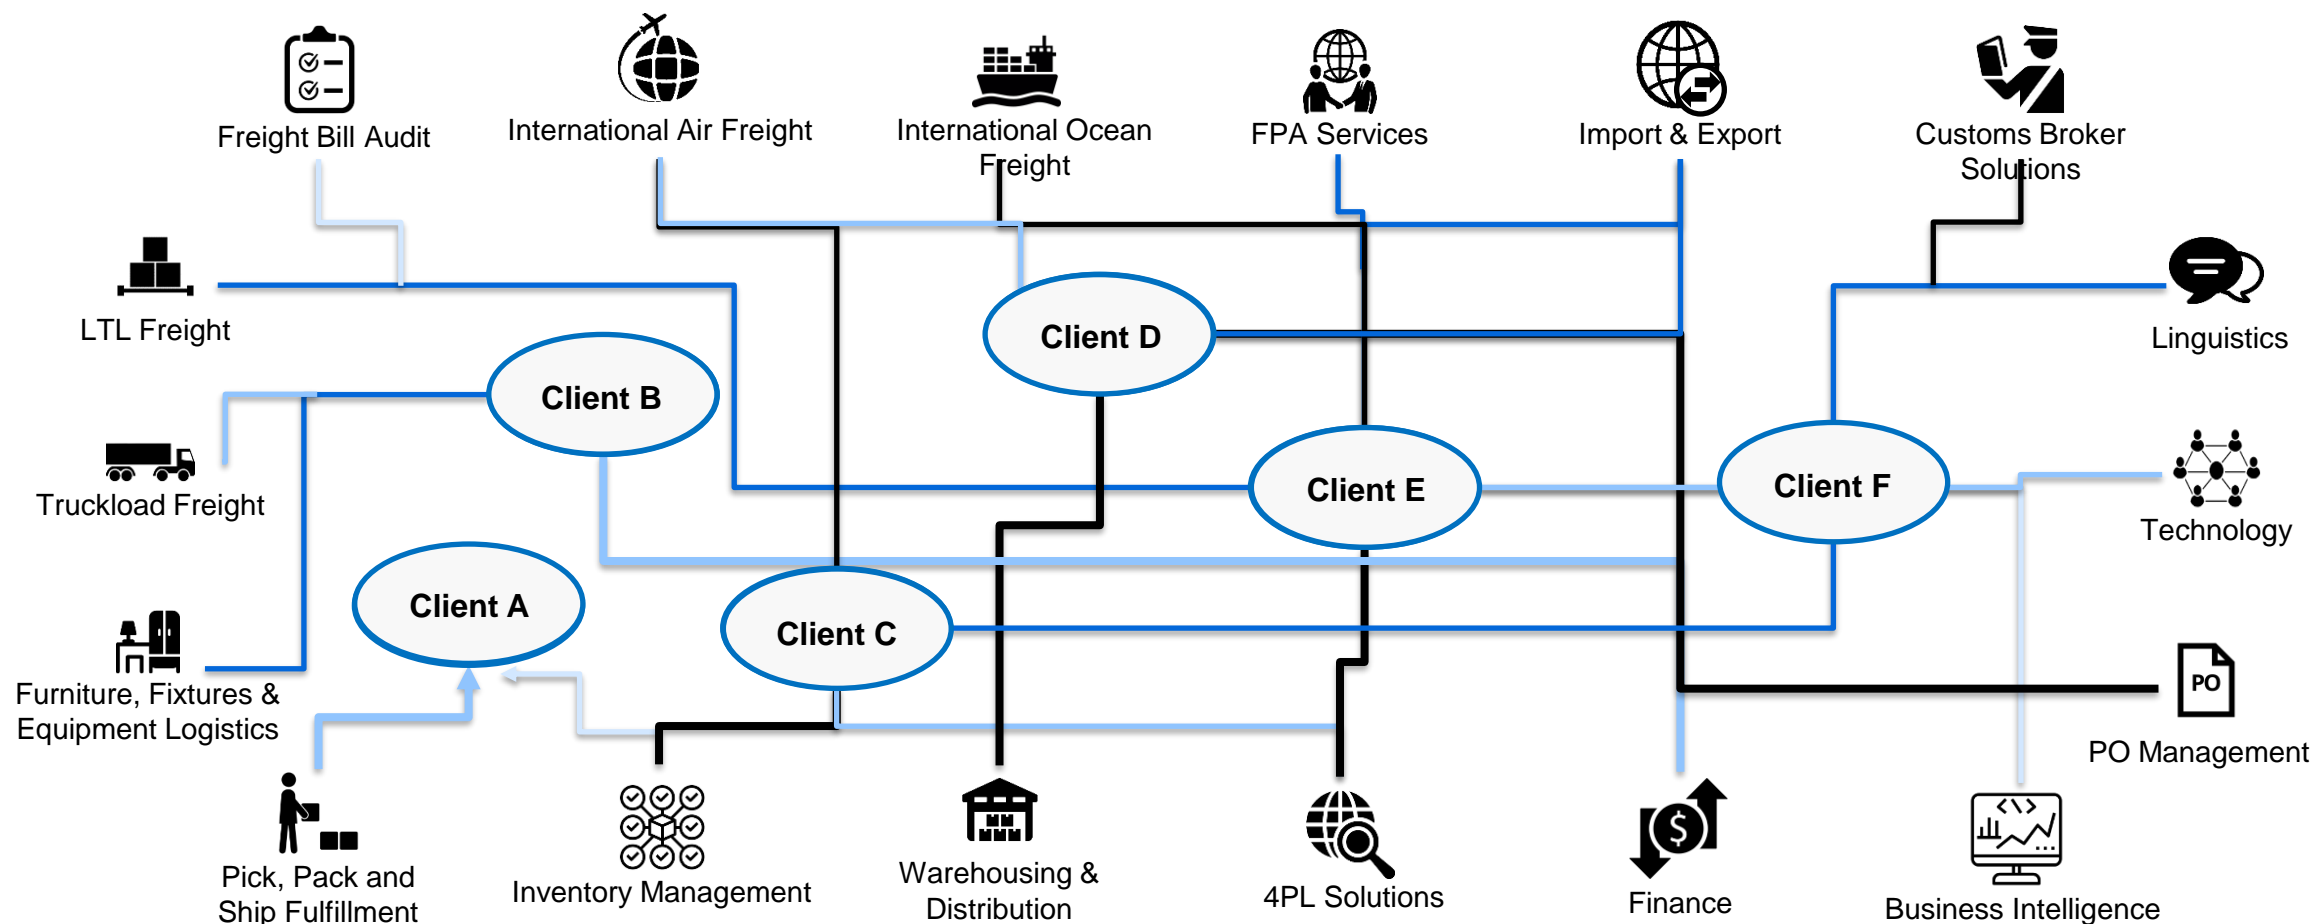 Freight Bill Audit
International Air Freight
International Ocean
Freight
FPA Services
Import & Export
Customs Broker
Solutions
LTL Freight
Linguistics
Client D
Client B
Client E
Client F
Truckload Freight
Technology
Client A
Client C
Furniture, Fixtures &
Equipment Logistics
PO
PO Management
Pick, Pack and
Ship Fulfillment
Inventory Management
Warehousing &
Distribution
4PL Solutions
$
Finance
Business Intelligence